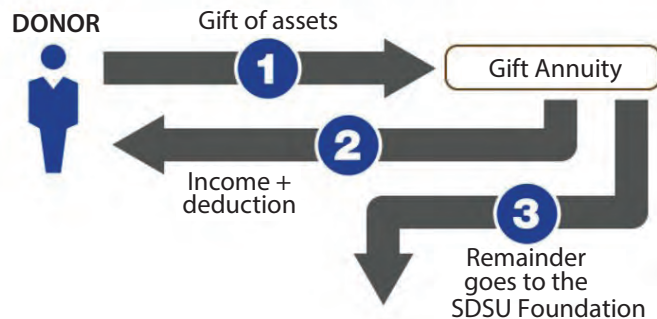 DONOR
Gift of assets
1
Gift Annuity
2
Income +
deduction
3
Remainder
goes to the
SDSU Foundation